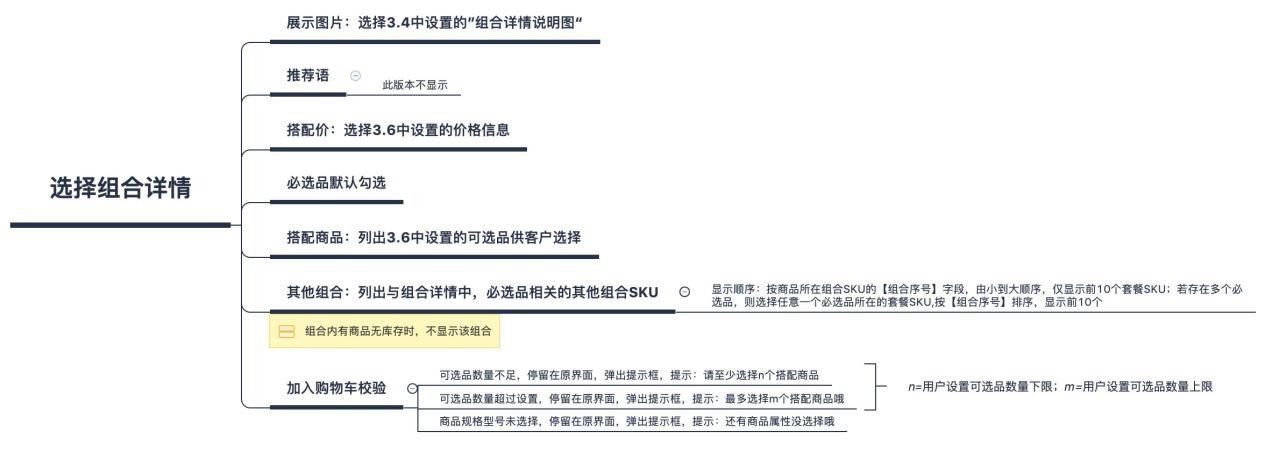 展示图片：选择3.4中设置的”组合详情说明图“
推荐语
此版本不显示
搭配价：选择3.6中设置的价格信息
必选品默认勾选
选择组合详情
搭配商品：列出3.6中设置的可选品供客户选择
其他组合：列出与组合详情中，必选品相关的其他组合SKU
显示顺序：按商品所在组合SKU的【组合序号】字段，由小到大顺序，仅显示前10个套餐SKU；若存在多个必
选品，则选择任意一个必选品所在的套餐SKU,按【组合序号】排序，显示前10个
组合内有商品无库存时，不显示该组合
加入购物车校验
可选品数量不足，停留在原界面，弹出提示框，提示：请至少选择n个搭配商品
可选品数量超过设置，停留在原界面，弹出提示框，提示：最多选择m个搭配商品哦
商品规格型号未选择，停留在原界面，弹出提示框，提示：还有商品属性没选择哦
n=用户设置可选品数量下限；m=用户设置可选品数量上限